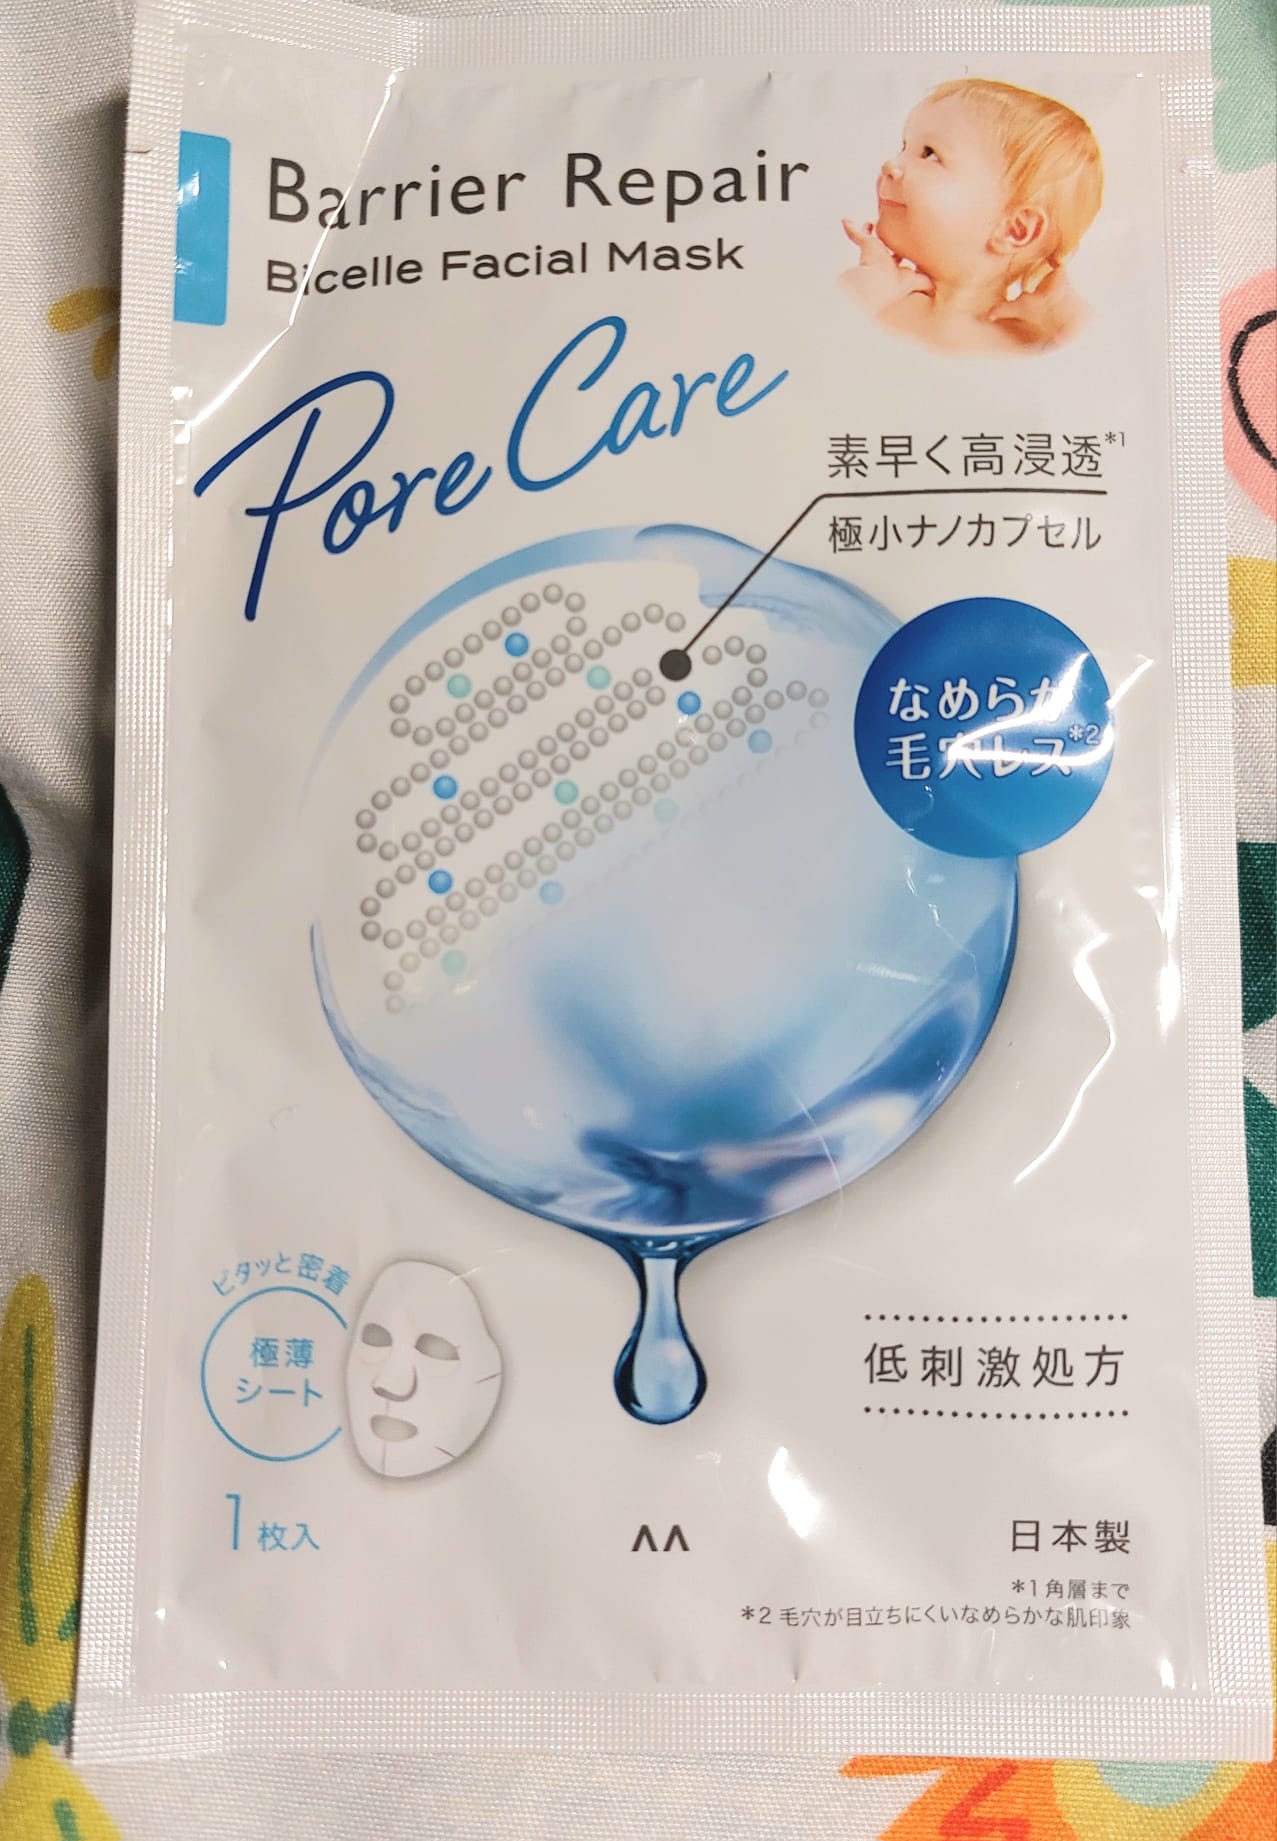 Barrier Repair
Bicelle Facial Mask
Pore Care
素早く高浸透*1
極小ナノカプセル
なめらか
毛穴レス*2
ピタッと密着
極薄
シート
低刺激処方
1枚入
ΛΛ
日本製
*1 角層まで
*2 毛穴が目立ちにくいなめらかな肌印象